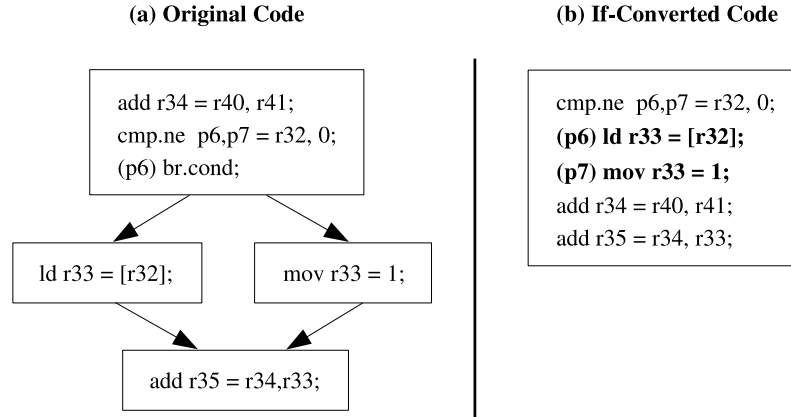 (a) Original Code
add r34 = r40, r41;
cmp.ne p6,p7 = r32, 0;
(p6) br.cond;
ld r33 = [r32];
mov r33 = 1;
add r35 = r34,r33;
(b) If-Converted Code
cmp.ne p6,p7 = r32, 0;
(p6) ld r33 = [r32];
(p7) mov r33 = 1;
add r34 = r40, r41;
add r35 = r34, r33;